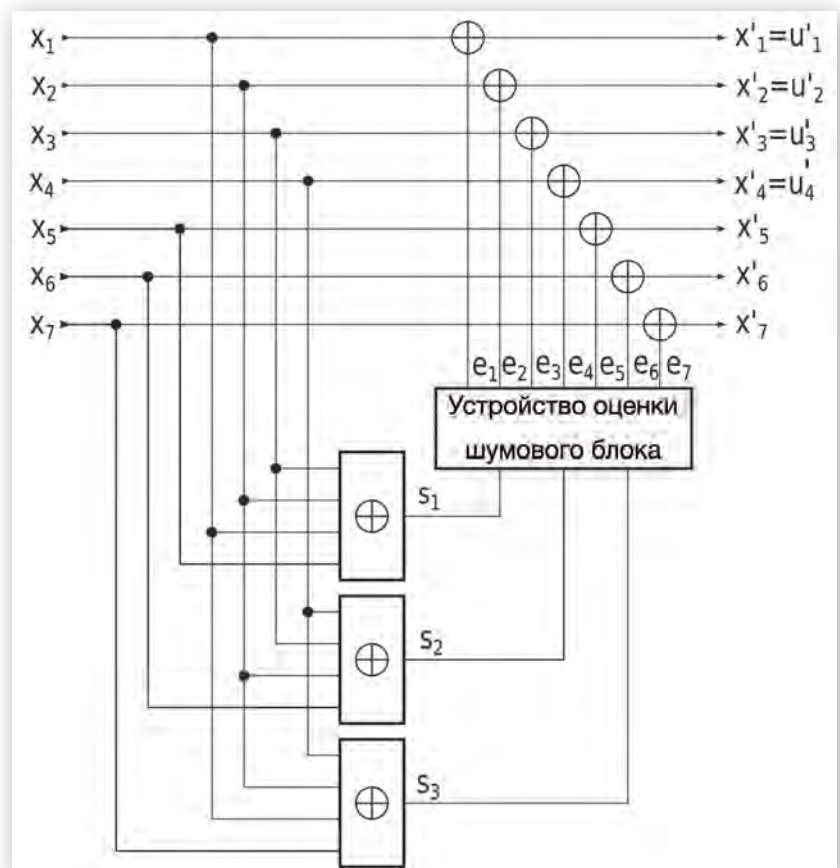 x₁ x'₁=u'₁
x₂ x'₂=u'₂
x₃ x'₃=u'₃
x₄ x'₄=u'₄
x₅ x'₅
x₆ x'₆
x₇ x'₇
e₁ e₂ e₃ e₄ e₅ e₆ e₇
Устройство оценки
шумового блока
s₁
s₂
s₃